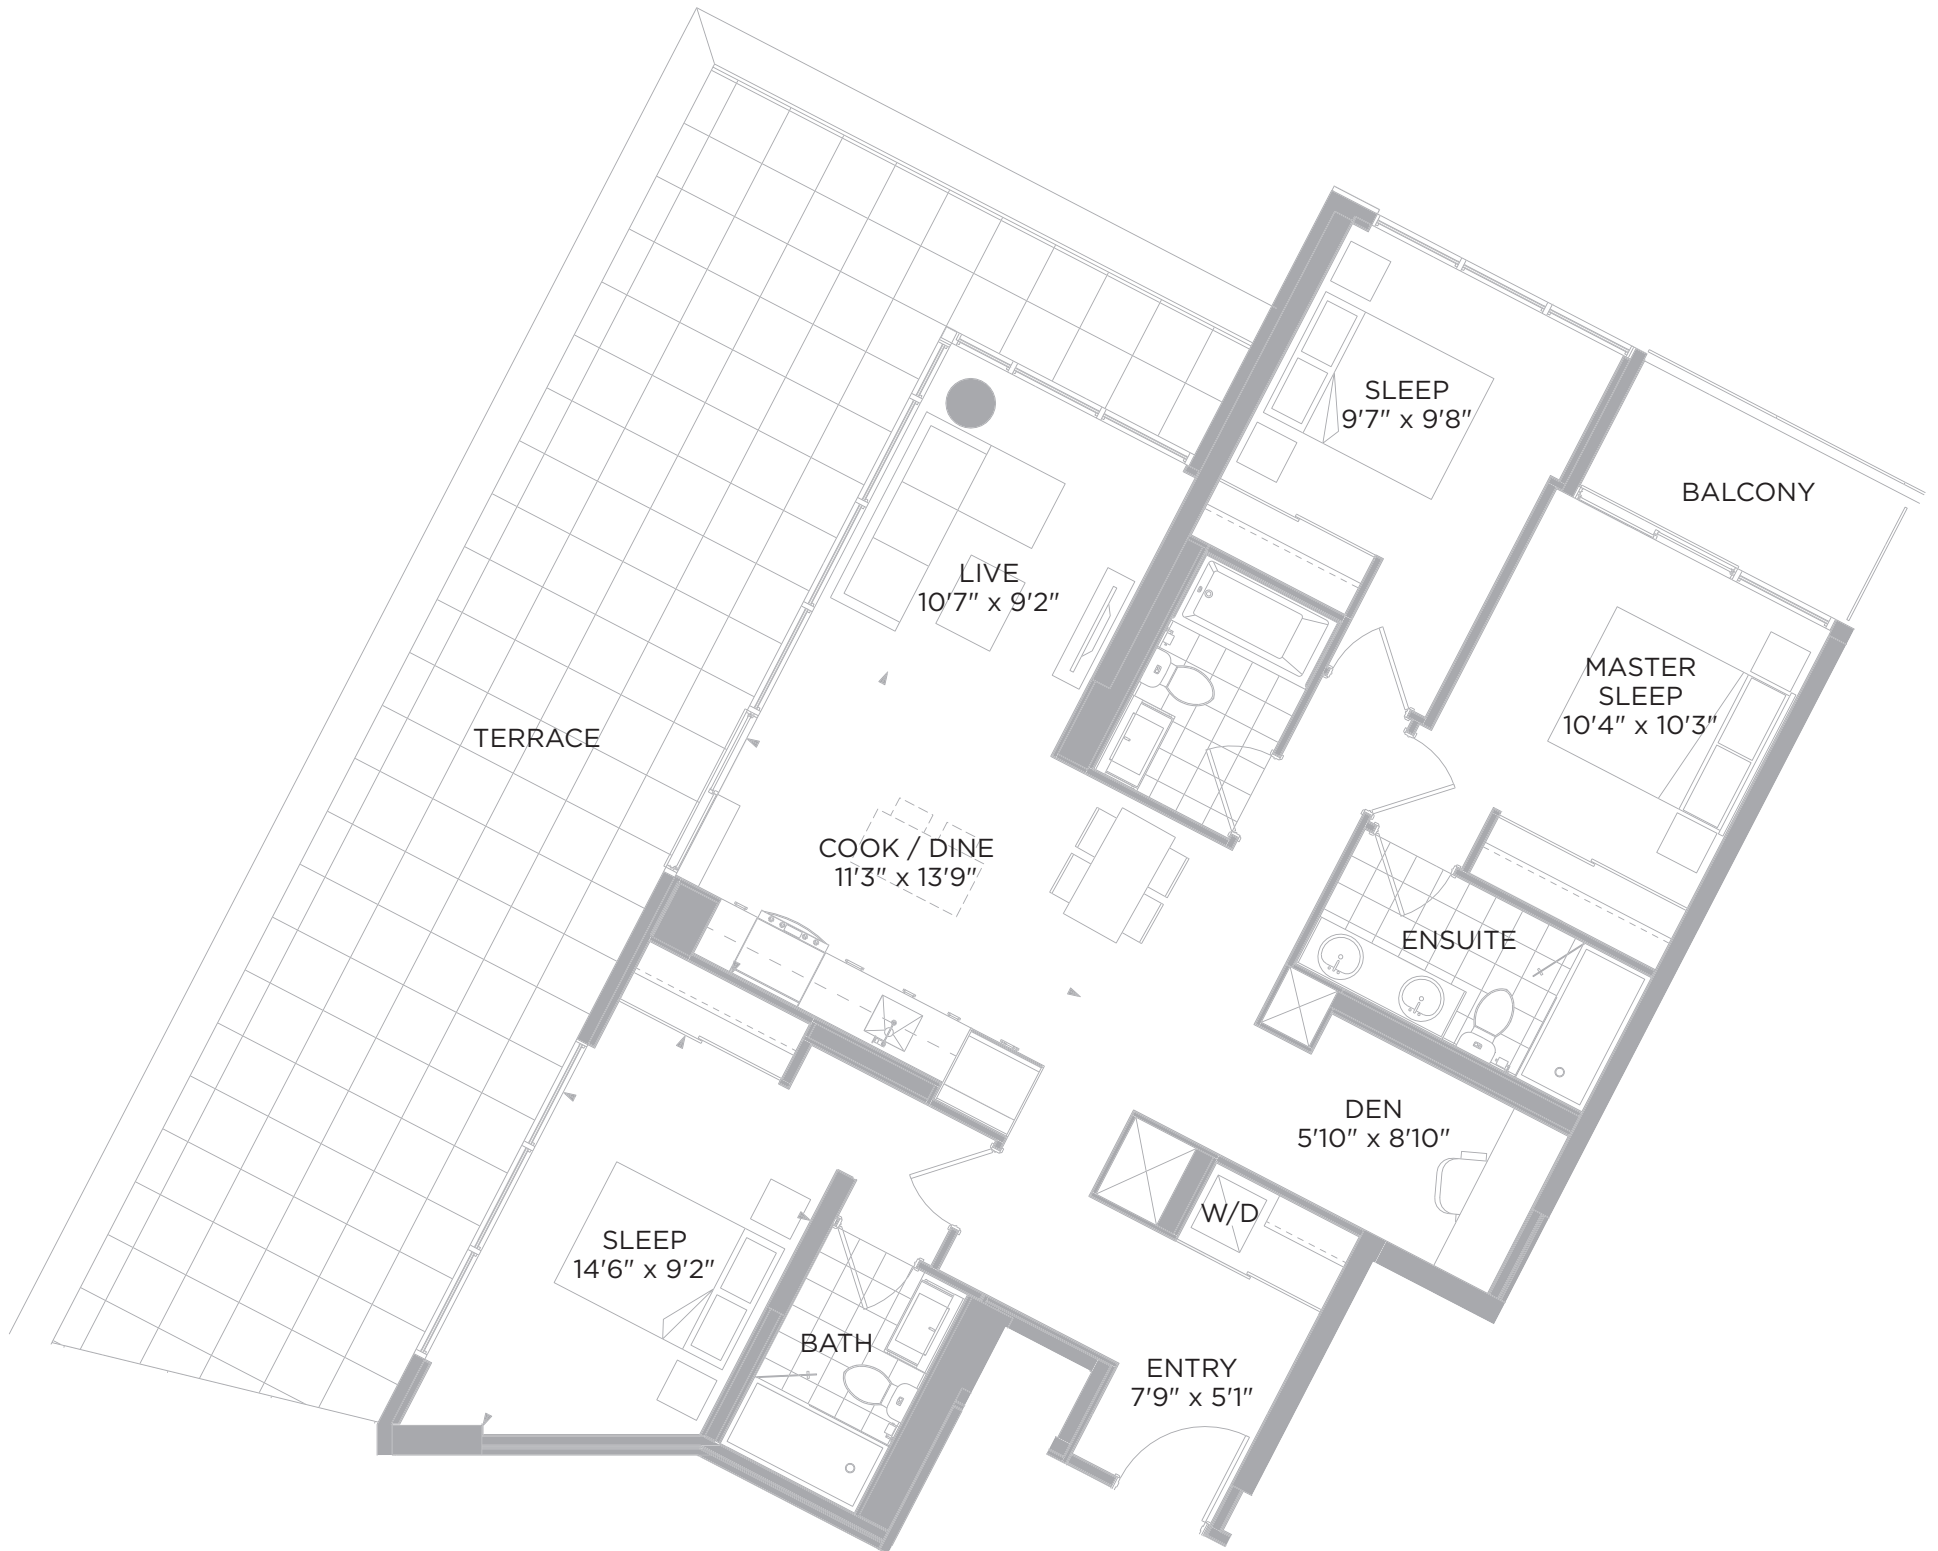 SLEEP
9'7" x 9'8"
BALCONY
LIVE
10'7" x 9'2"
MASTER
SLEEP
10'4" x 10'3"
TERRACE
COOK / DINE
11'3" x 13'9"
ENSUITE
DEN
5'10" x 8'10"
W/D
SLEEP
14'6" x 9'2"
BATH
ENTRY
7'9" x 5'1"